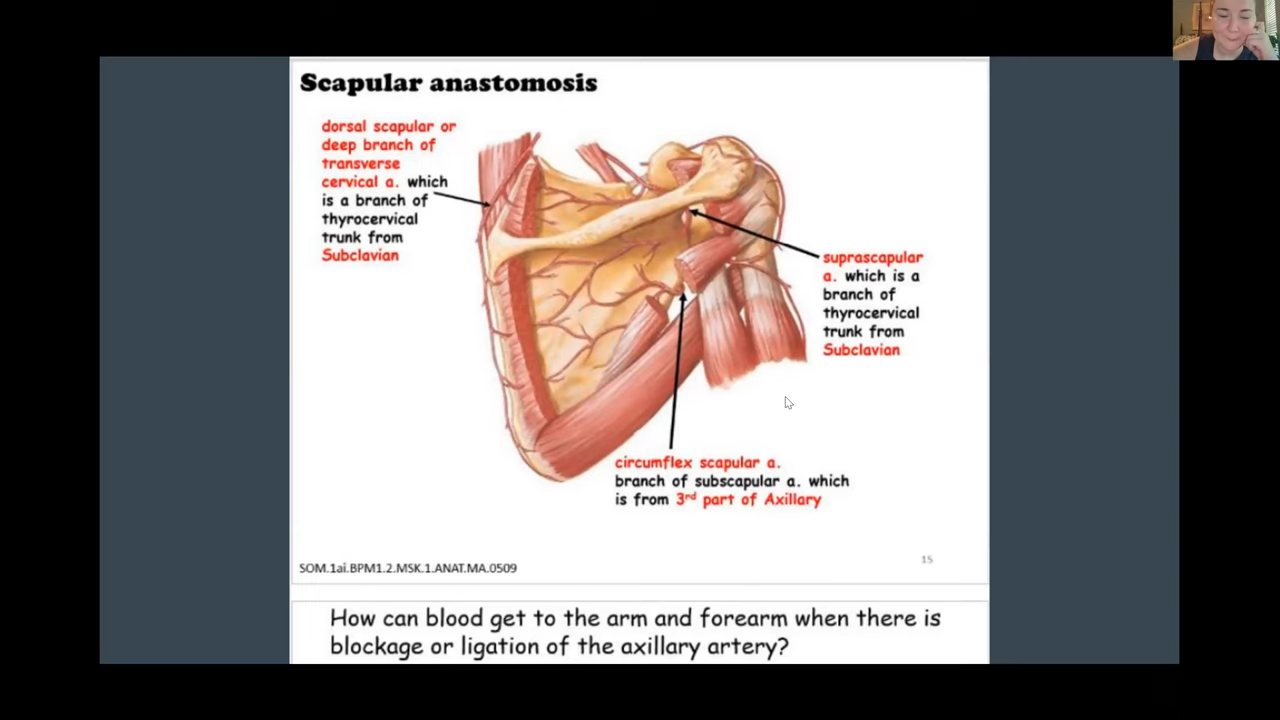 Scapular anastomosis
dorsal scapular or
deep branch of
transverse
cervical a. which
is a branch of
thyrocervical
trunk from
Subclavian
suprascapular
a. which is a
branch of
thyrocervical
trunk from
Subclavian
circumflex scapular a.
branch of subscapular a. which
is from 3rd part of Axillary
SOM.1ai.BPM1.2.MSK.1.ANAT.MA.0509
15
How can blood get to the arm and forearm when there is
blockage or ligation of the axillary artery?